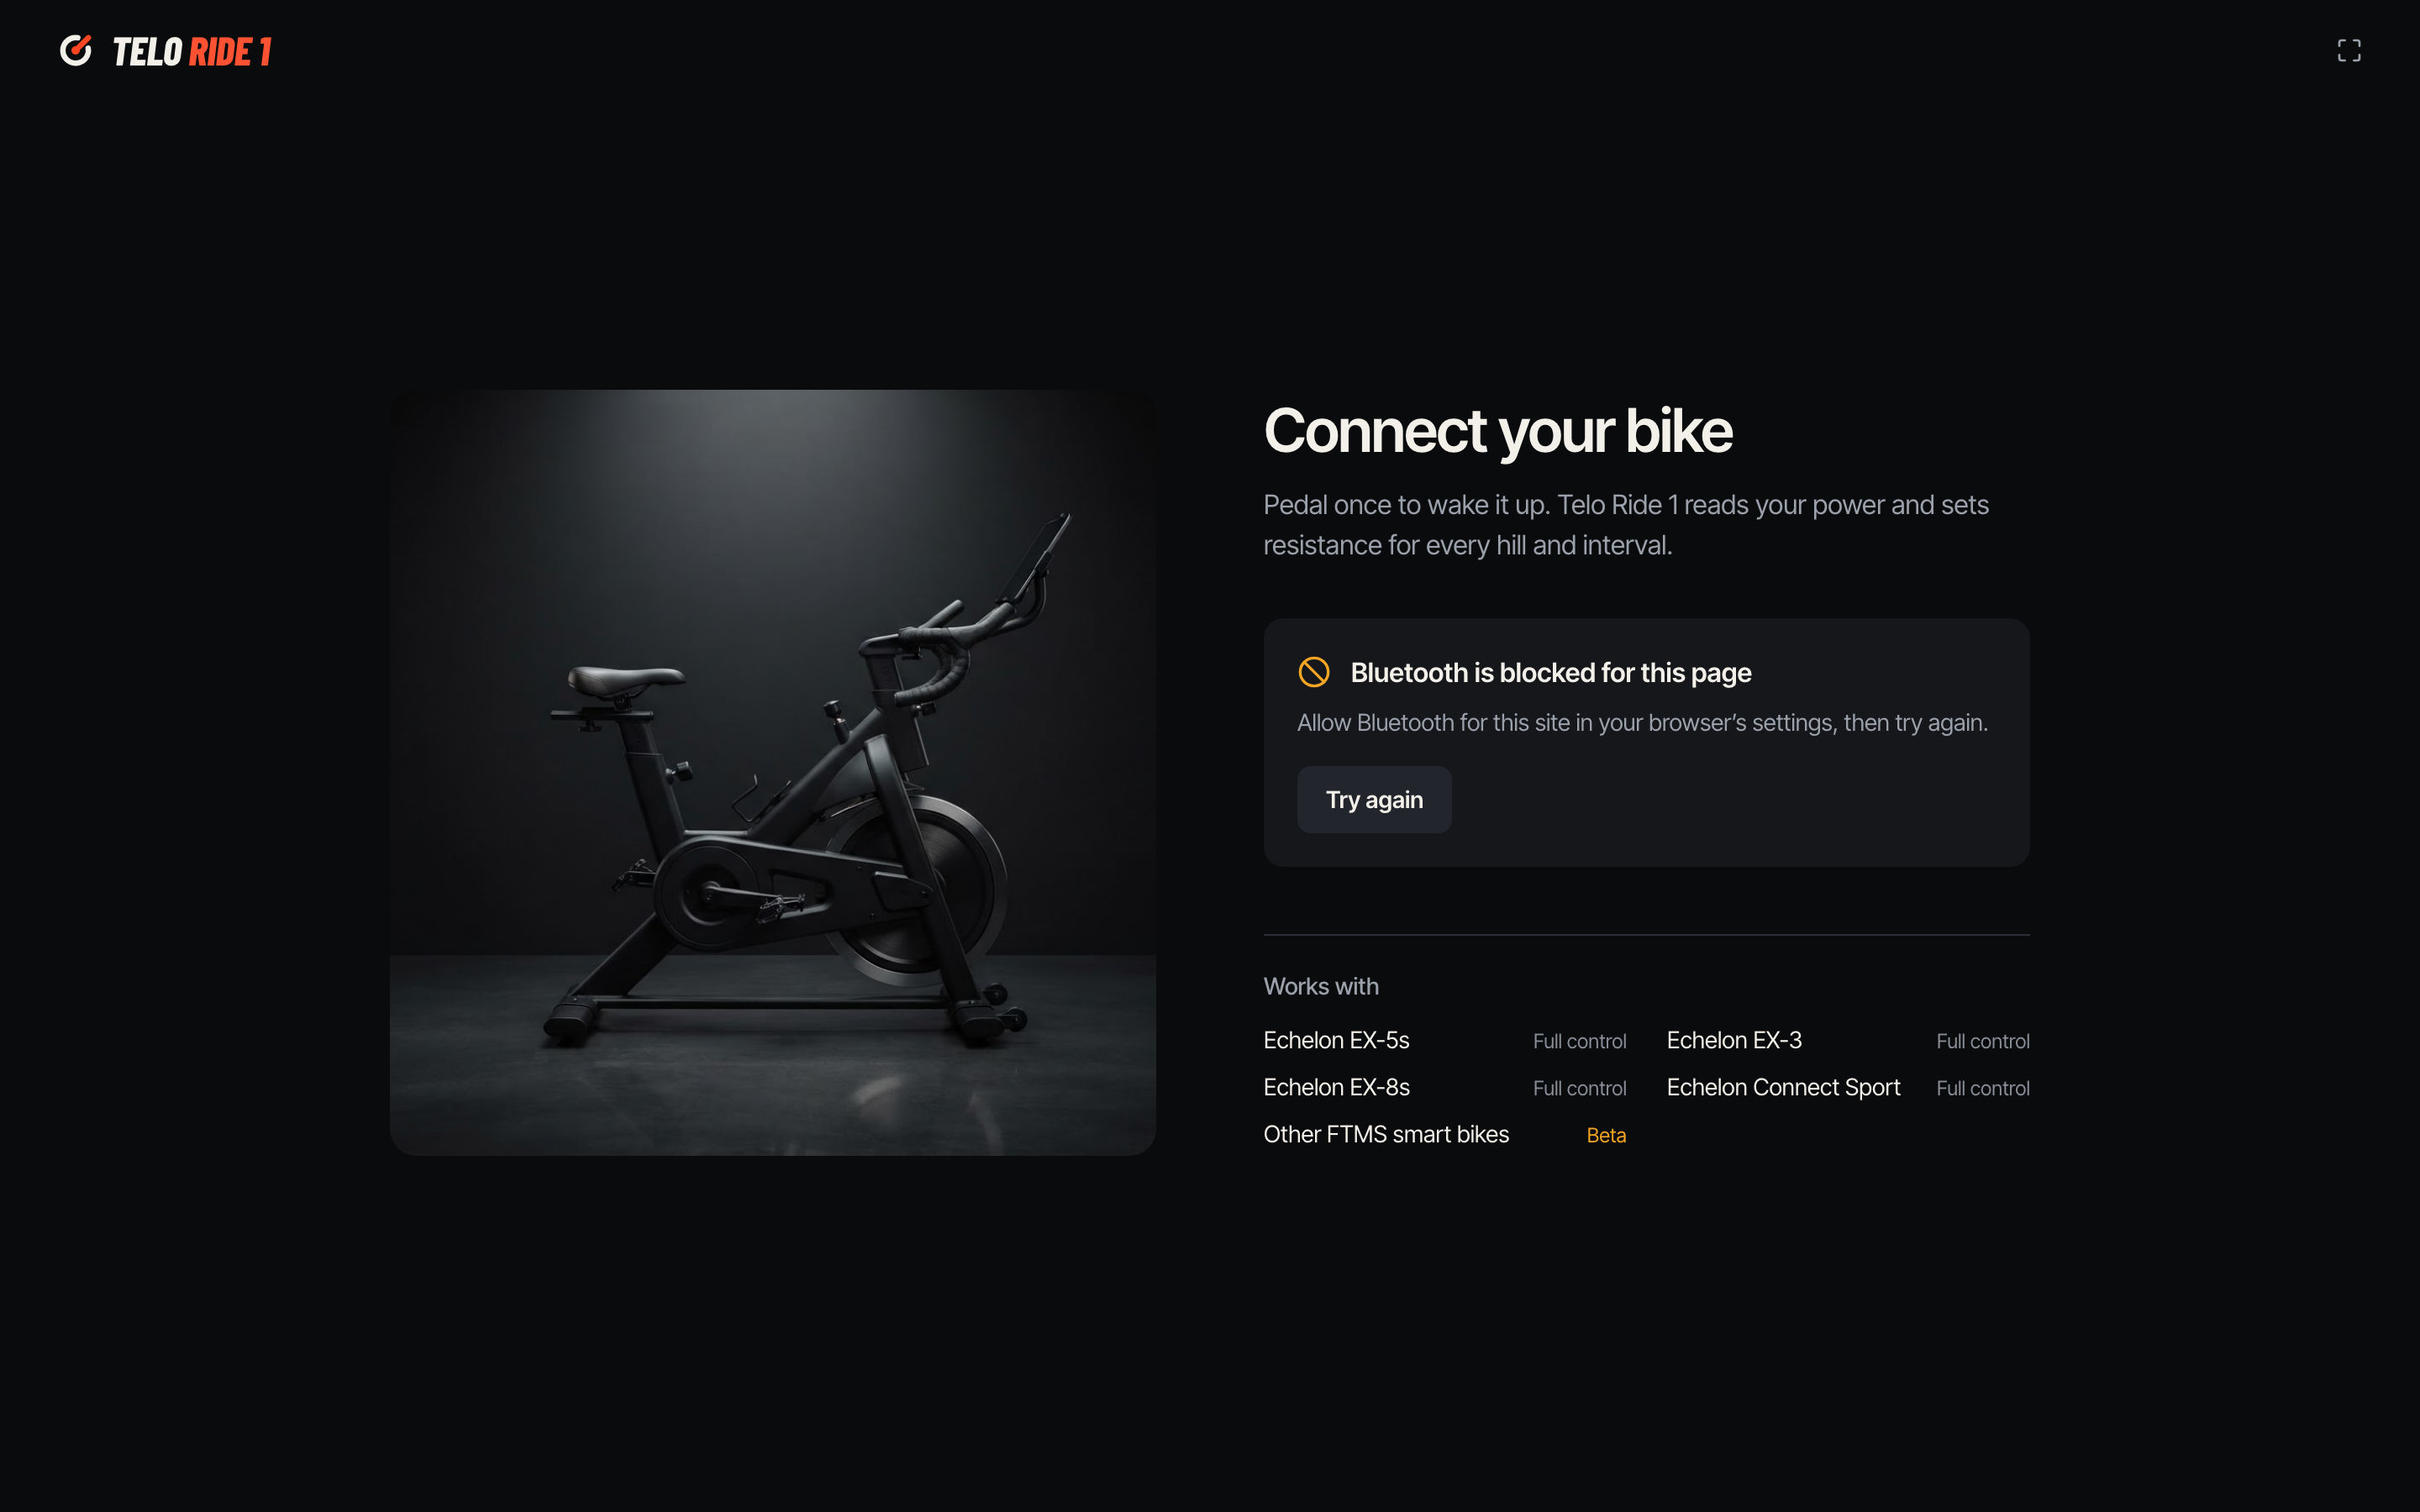 TELO RIDE 1
Connect your bike
Pedal once to wake it up. Telo Ride 1 reads your power and sets
resistance for every hill and interval.
Bluetooth is blocked for this page
Allow Bluetooth for this site in your browser’s settings, then try again.
Try again
Works with
Echelon EX-5s Full control Echelon EX-3 Full control
Echelon EX-8s Full control Echelon Connect Sport Full control
Other FTMS smart bikes Beta